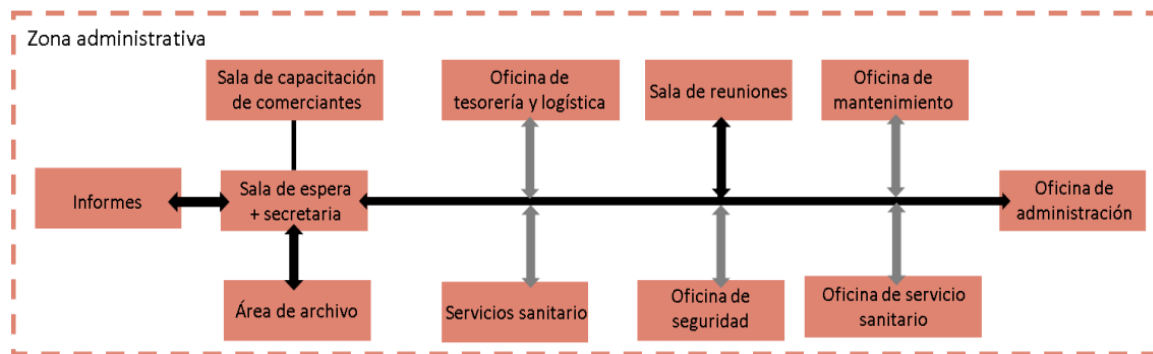 Zona administrativa
Sala de capacitación
de comerciantes
Oficina de
tesorería y logística
Sala de reuniones
Oficina de
mantenimiento
Informes
Sala de espera
+ secretaria
Oficina de
administración
Área de archivo
Servicios sanitario
Oficina de
seguridad
Oficina de servicio
sanitario